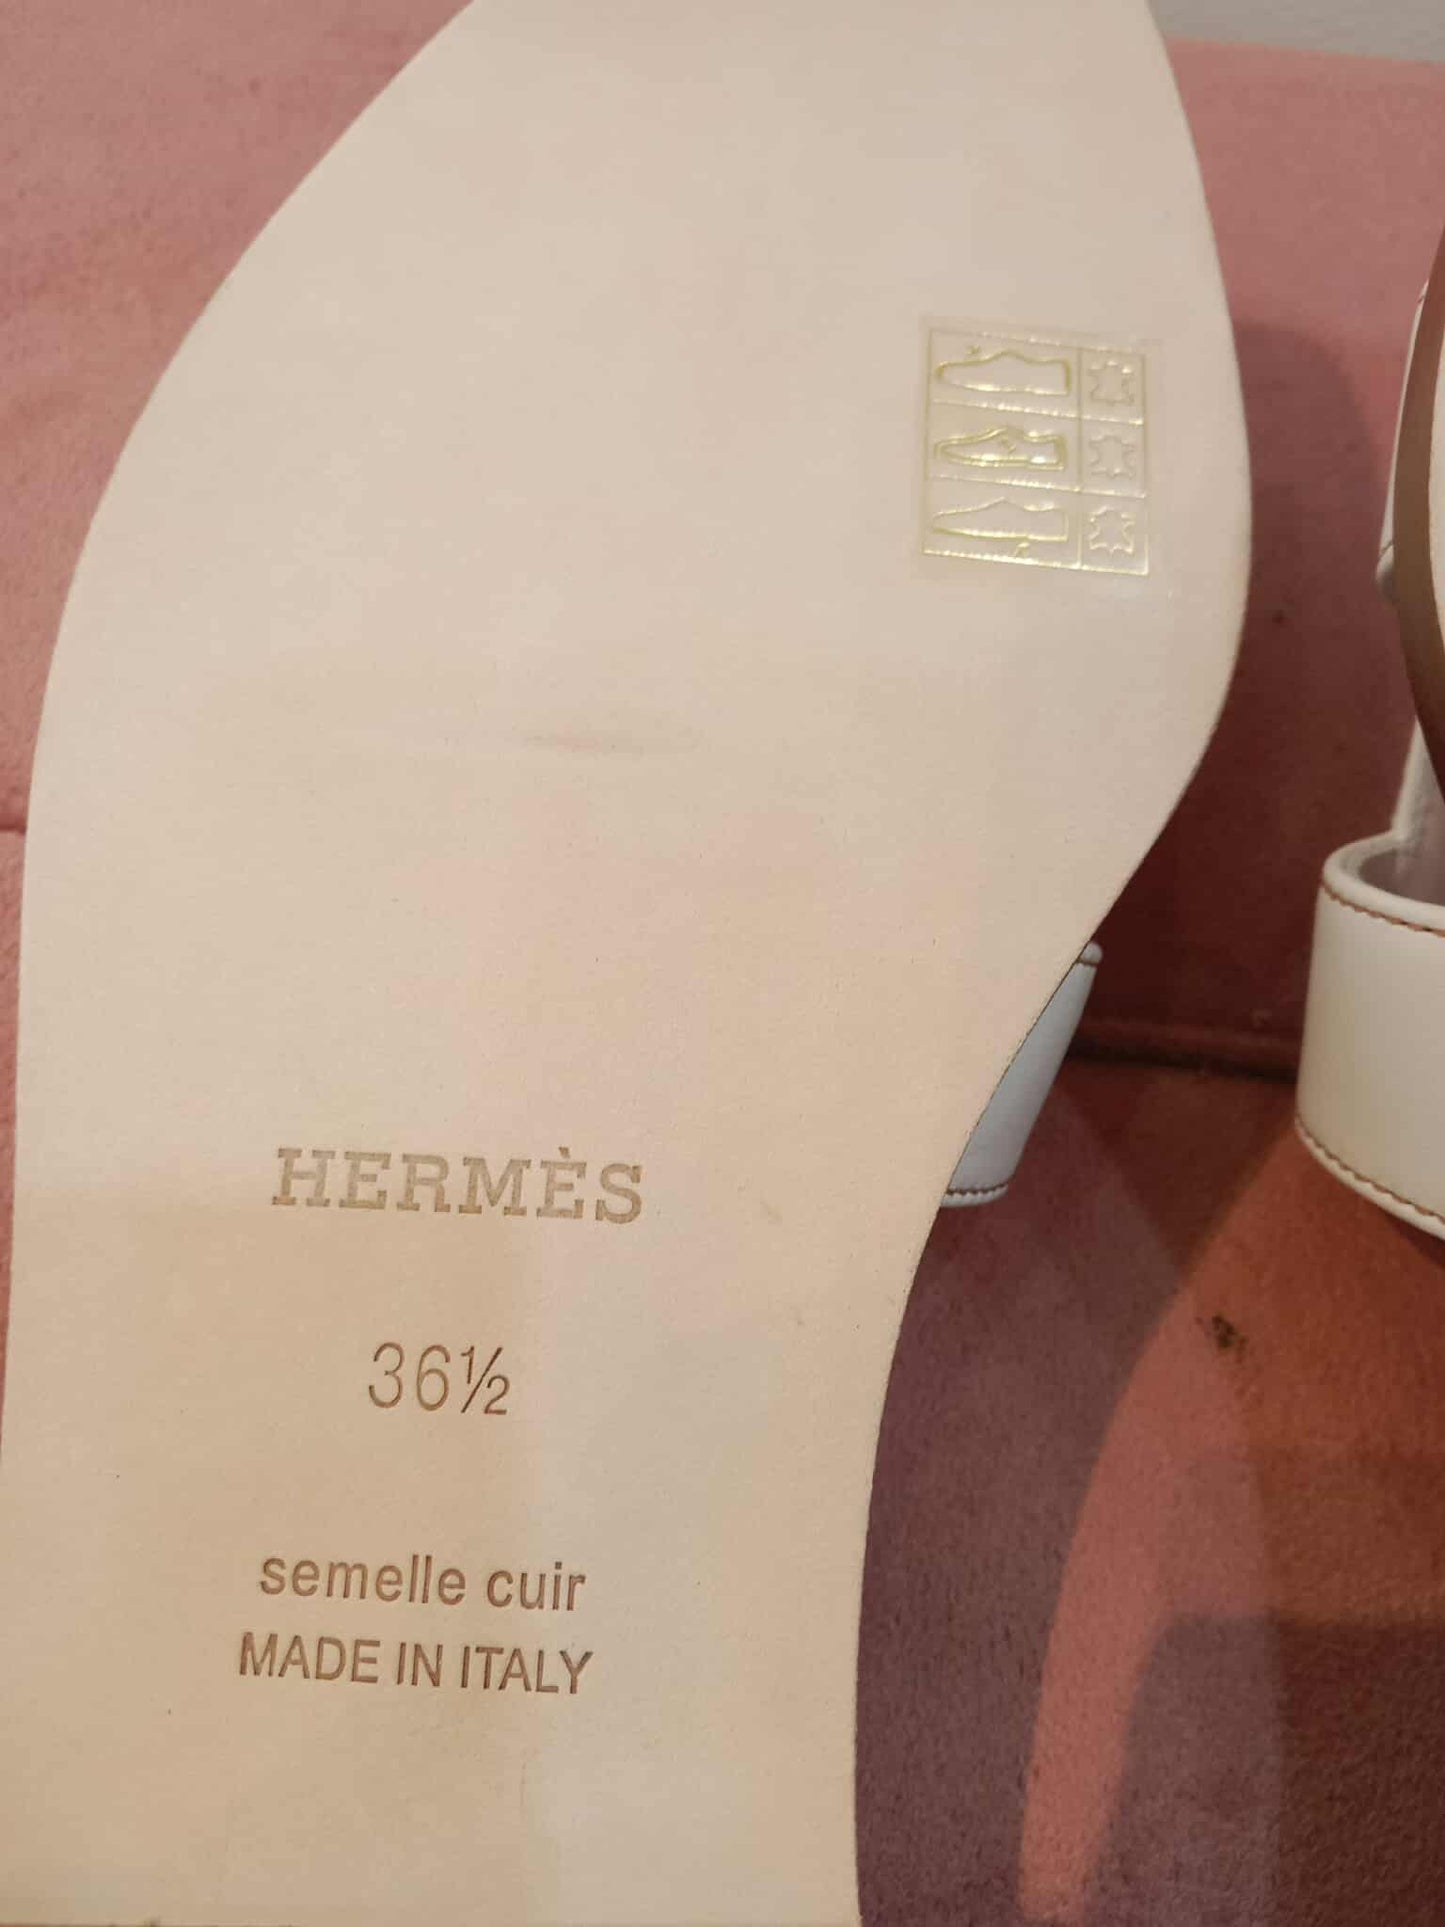 HERMÈS
36½
semelle cuir
MADE IN ITALY